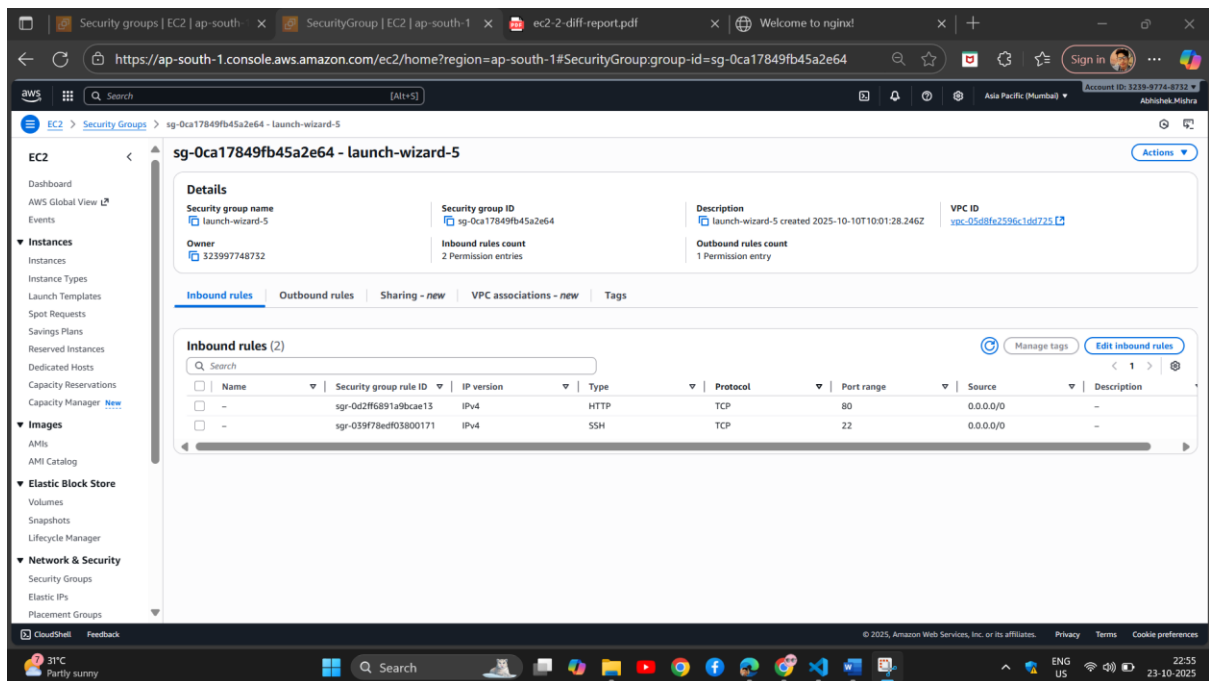 Security groups | EC2 | ap-south-
SecurityGroup | EC2 | ap-south-1
ec2-2-diff-report.pdf
Welcome to nginx!
https://ap-south-1.console.aws.amazon.com/ec2/home?region=ap-south-1#SecurityGroup:group-id=sg-0ca17849fb45a2e64
Sign in
aws
Search
[Alt+S]
Asia Pacific (Mumbai)
Account ID: 3239-9774-8732
Abhishek.Mishra
EC2 > Security Groups > sg-0ca17849fb45a2e64 - launch-wizard-5
EC2
Dashboard
AWS Global View
Events
Instances
Instances
Instance Types
Launch Templates
Spot Requests
Savings Plans
Reserved Instances
Dedicated Hosts
Capacity Reservations
Capacity Manager New
Images
AMIs
AMI Catalog
Elastic Block Store
Volumes
Snapshots
Lifecycle Manager
Network & Security
Security Groups
Elastic IPs
Placement Groups
sg-0ca17849fb45a2e64 - launch-wizard-5
Actions
Details
Security group name
launch-wizard-5
Security group ID
sg-0ca17849fb45a2e64
Description
launch-wizard-5 created 2025-10-10T10:01:28.246Z
VPC ID
vpc-05d8fe2596c1dd725
Owner
323997748732
Inbound rules count
2 Permission entries
Outbound rules count
1 Permission entry
Inbound rules | Outbound rules | Sharing - new | VPC associations - new | Tags
Inbound rules (2)
Manage tags
Edit inbound rules
Search
1
Name | Security group rule ID | IP version | Type | Protocol | Port range | Source | Description
– sgr-0d2ff6891a9bcae13 IPv4 HTTP TCP 80 0.0.0.0/0 –
– sgr-039f78edf03800171 IPv4 SSH TCP 22 0.0.0.0/0 –
CloudShell Feedback
© 2025, Amazon Web Services, Inc. or its affiliates. Privacy Terms Cookie preferences
7
31°C
Partly sunny
Search
ENG
US
22:55
23-10-2025